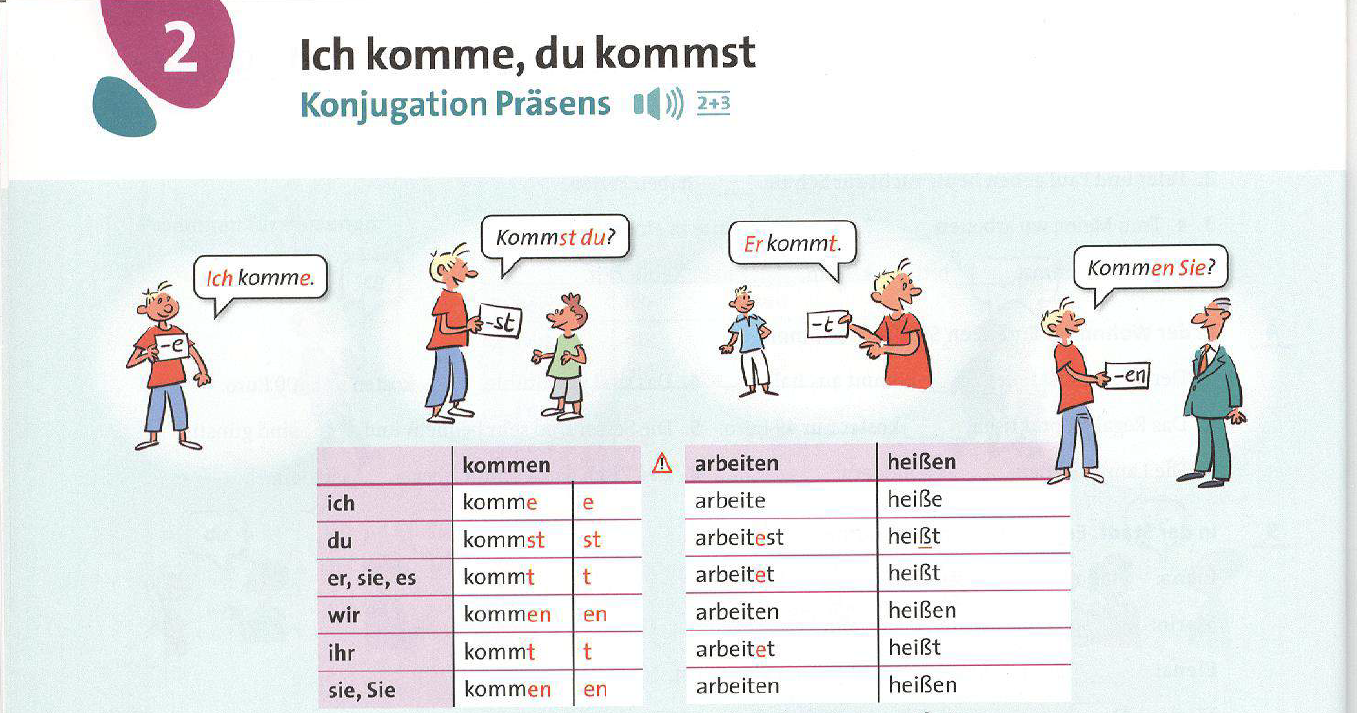 2
Ich komme, du kommst
Konjugation Präsens 2+3
Ich komme.
Kommst du?
Er kommt.
Kommen Sie?
-e
-st
-t-
-en
kommen arbeiten heißen
ich komme e arbeite heiße
du kommst st arbeitest heißt
er, sie, es kommt t arbeitet heißt
wir kommen en arbeiten heißen
ihr kommt t arbeitet heißt
sie, Sie kommen en arbeiten heißen